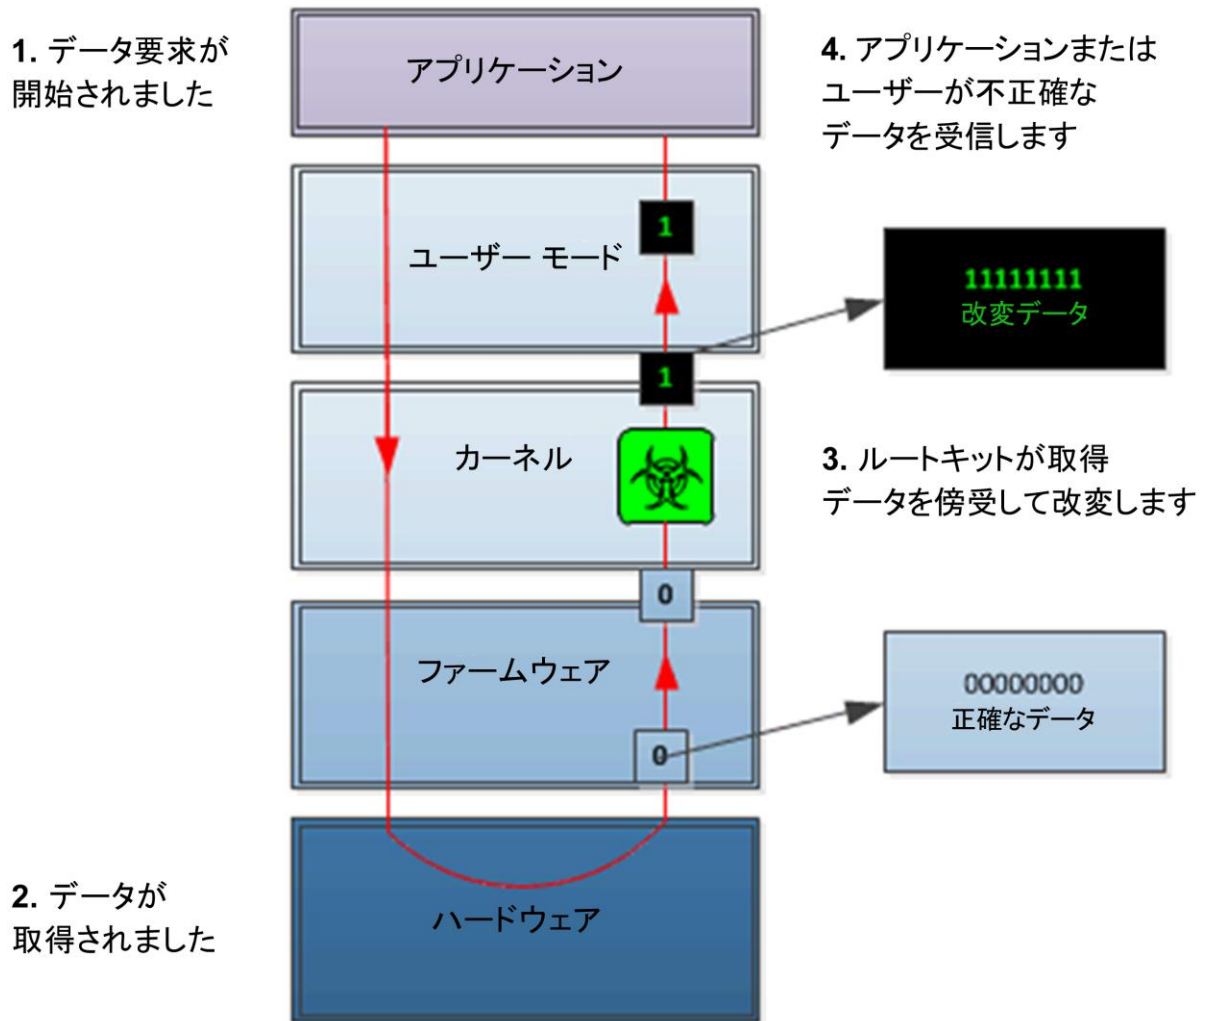 1. データ要求が
開始されました
アプリケーション
4. アプリケーションまたは
ユーザーが不正確な
データを受信します
ユーザー モード
1
11111111
改変データ
1
カーネル
3. ルートキットが取得
データを傍受して改変します
0
ファームウェア
00000000
正確なデータ
0
2. データが
取得されました
ハードウェア